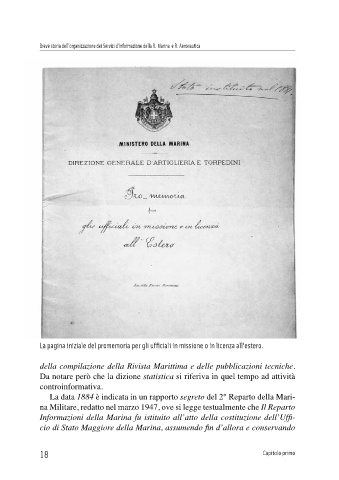 Breve storia dell'organizzazione dei Servizi d'Informazione della R. Marina e R. Aeronautica
Stato instituito nel 188
MINISTERO DELLA MARINA
DIREZIONE GENERALE D'ARTIGLIERIA E TORPEDINI
Pro-memoria
per
gli ufficiali in missione o in licenza
all'Estero
La pagina iniziale del promemoria per gli ufficiali in missione o in licenza all'estero.
della compilazione della Rivista Marittima e delle pubblicazioni tecniche.
Da notare però che la dizione statistica si riferiva in quel tempo ad attività
controinformativa.
La data 1884 è indicata in un rapporto segreto del 2° Reparto della Mari-
na Militare, redatto nel marzo 1947, ove si legge testualmente che Il Reparto
Informazioni della Marina fu istituito all'atto della costituzione dell'Uffi-
cio di Stato Maggiore della Marina, assumendo fin d'allora e conservando
18
Capitolo primo